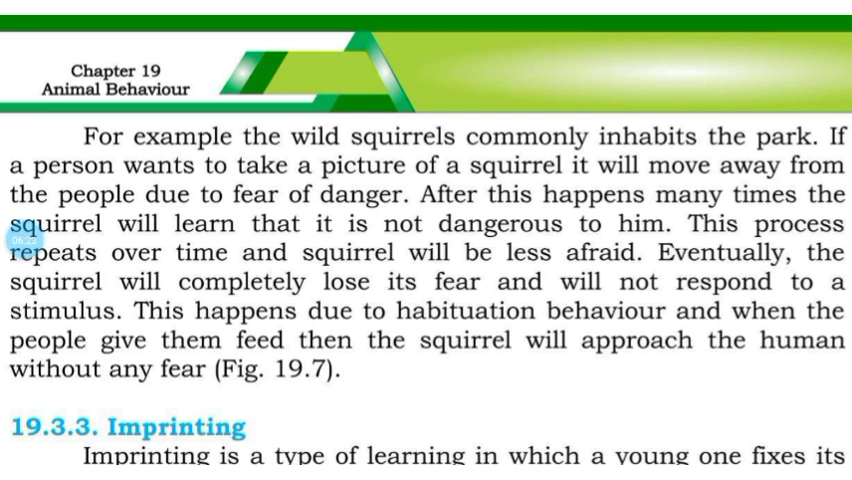 Chapter 19
Animal Behaviour
For example the wild squirrels commonly inhabits the park. If
a person wants to take a picture of a squirrel it will move away from
the people due to fear of danger. After this happens many times the
squirrel will learn that it is not dangerous to him. This process
06:23
repeats over time and squirrel will be less afraid. Eventually, the
squirrel will completely lose its fear and will not respond to a
stimulus. This happens due to habituation behaviour and when the
people give them feed then the squirrel will approach the human
without any fear (Fig. 19.7).
19.3.3. Imprinting
Imprinting is a type of learning in which a young one fixes its